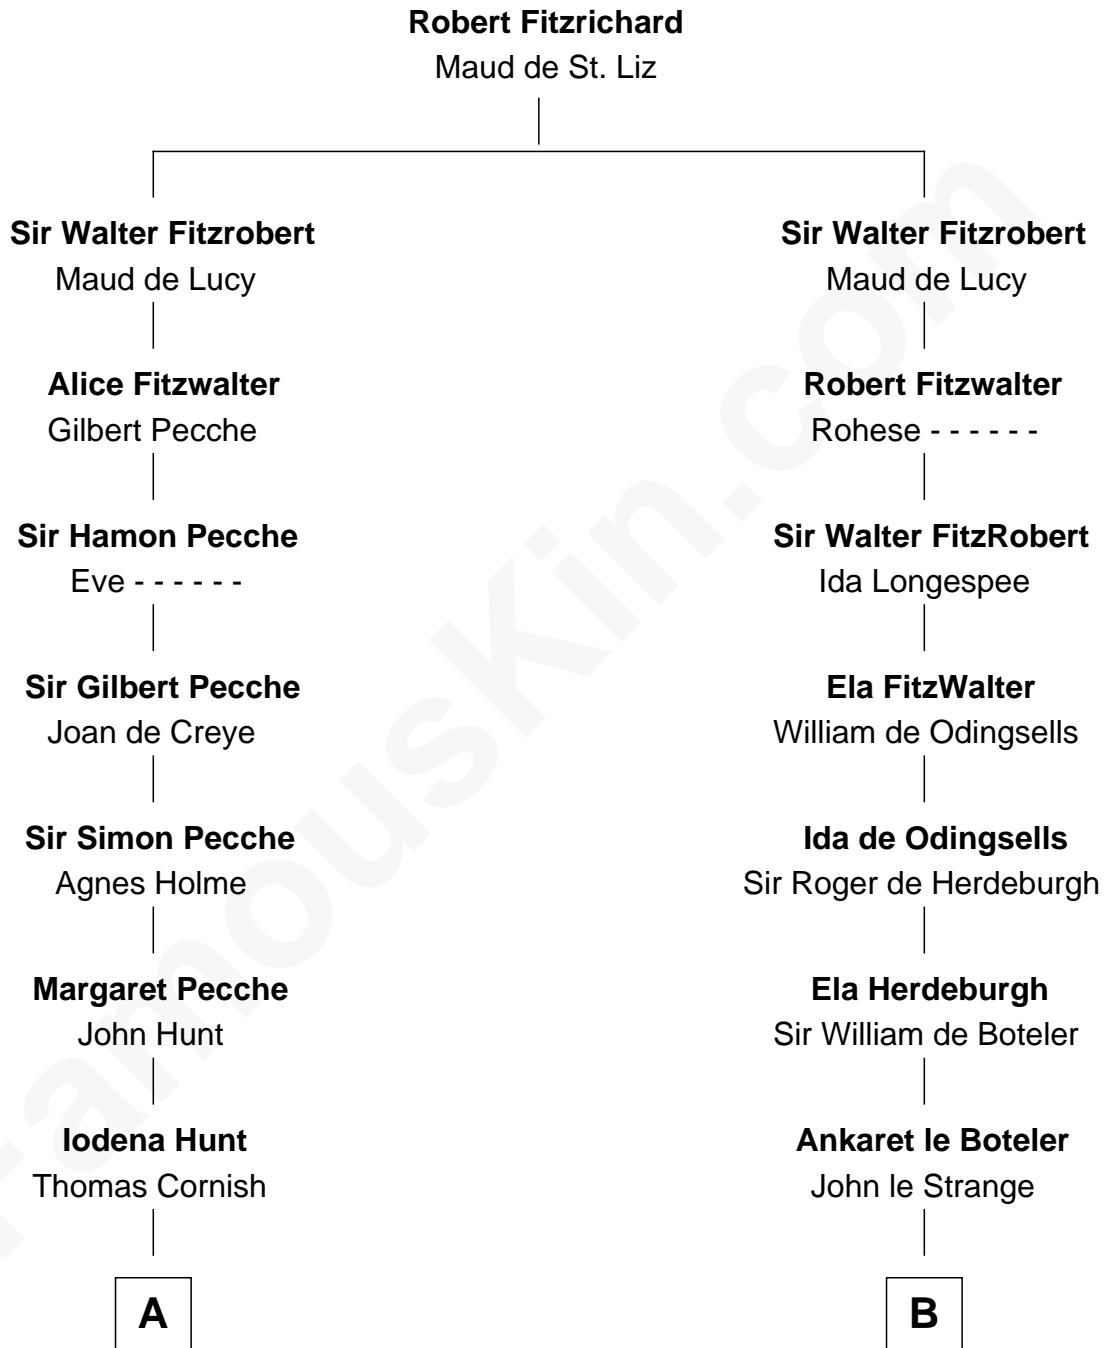 Robert Fitzrichard
Maud de St. Liz
Sir Walter Fitzrobert
Maud de Lucy
Alice Fitzwalter
Gilbert Pecche
Sir Hamon Pecche
Eve - - - - - -
Sir Gilbert Pecche
Joan de Creye
Sir Simon Pecche
Agnes Holme
Margaret Pecche
John Hunt
Iodena Hunt
Thomas Cornish
A
Sir Walter Fitzrobert
Maud de Lucy
Robert Fitzwalter
Rohese - - - - - -
Sir Walter FitzRobert
Ida Longespee
Ela FitzWalter
William de Odingsells
Ida de Odingsells
Sir Roger de Herdeburgh
Ela Herdeburgh
Sir William de Boteler
Ankaret le Boteler
John le Strange
B
FamousKin.com